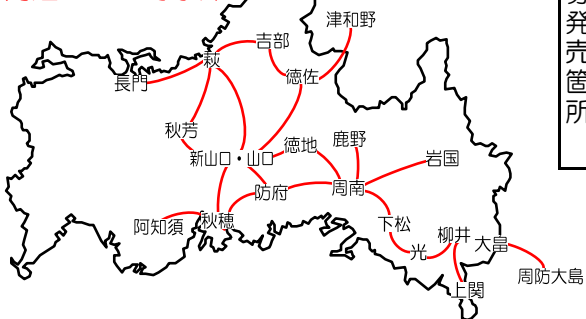 津和野
吉部
萩
長門
徳佐
秋芳
新山口・山口
徳地
鹿野
岩国
防府
周南
阿知須
秋穂
下松
光
柳井
大畠
周防大島
上関
発
売
箇
所